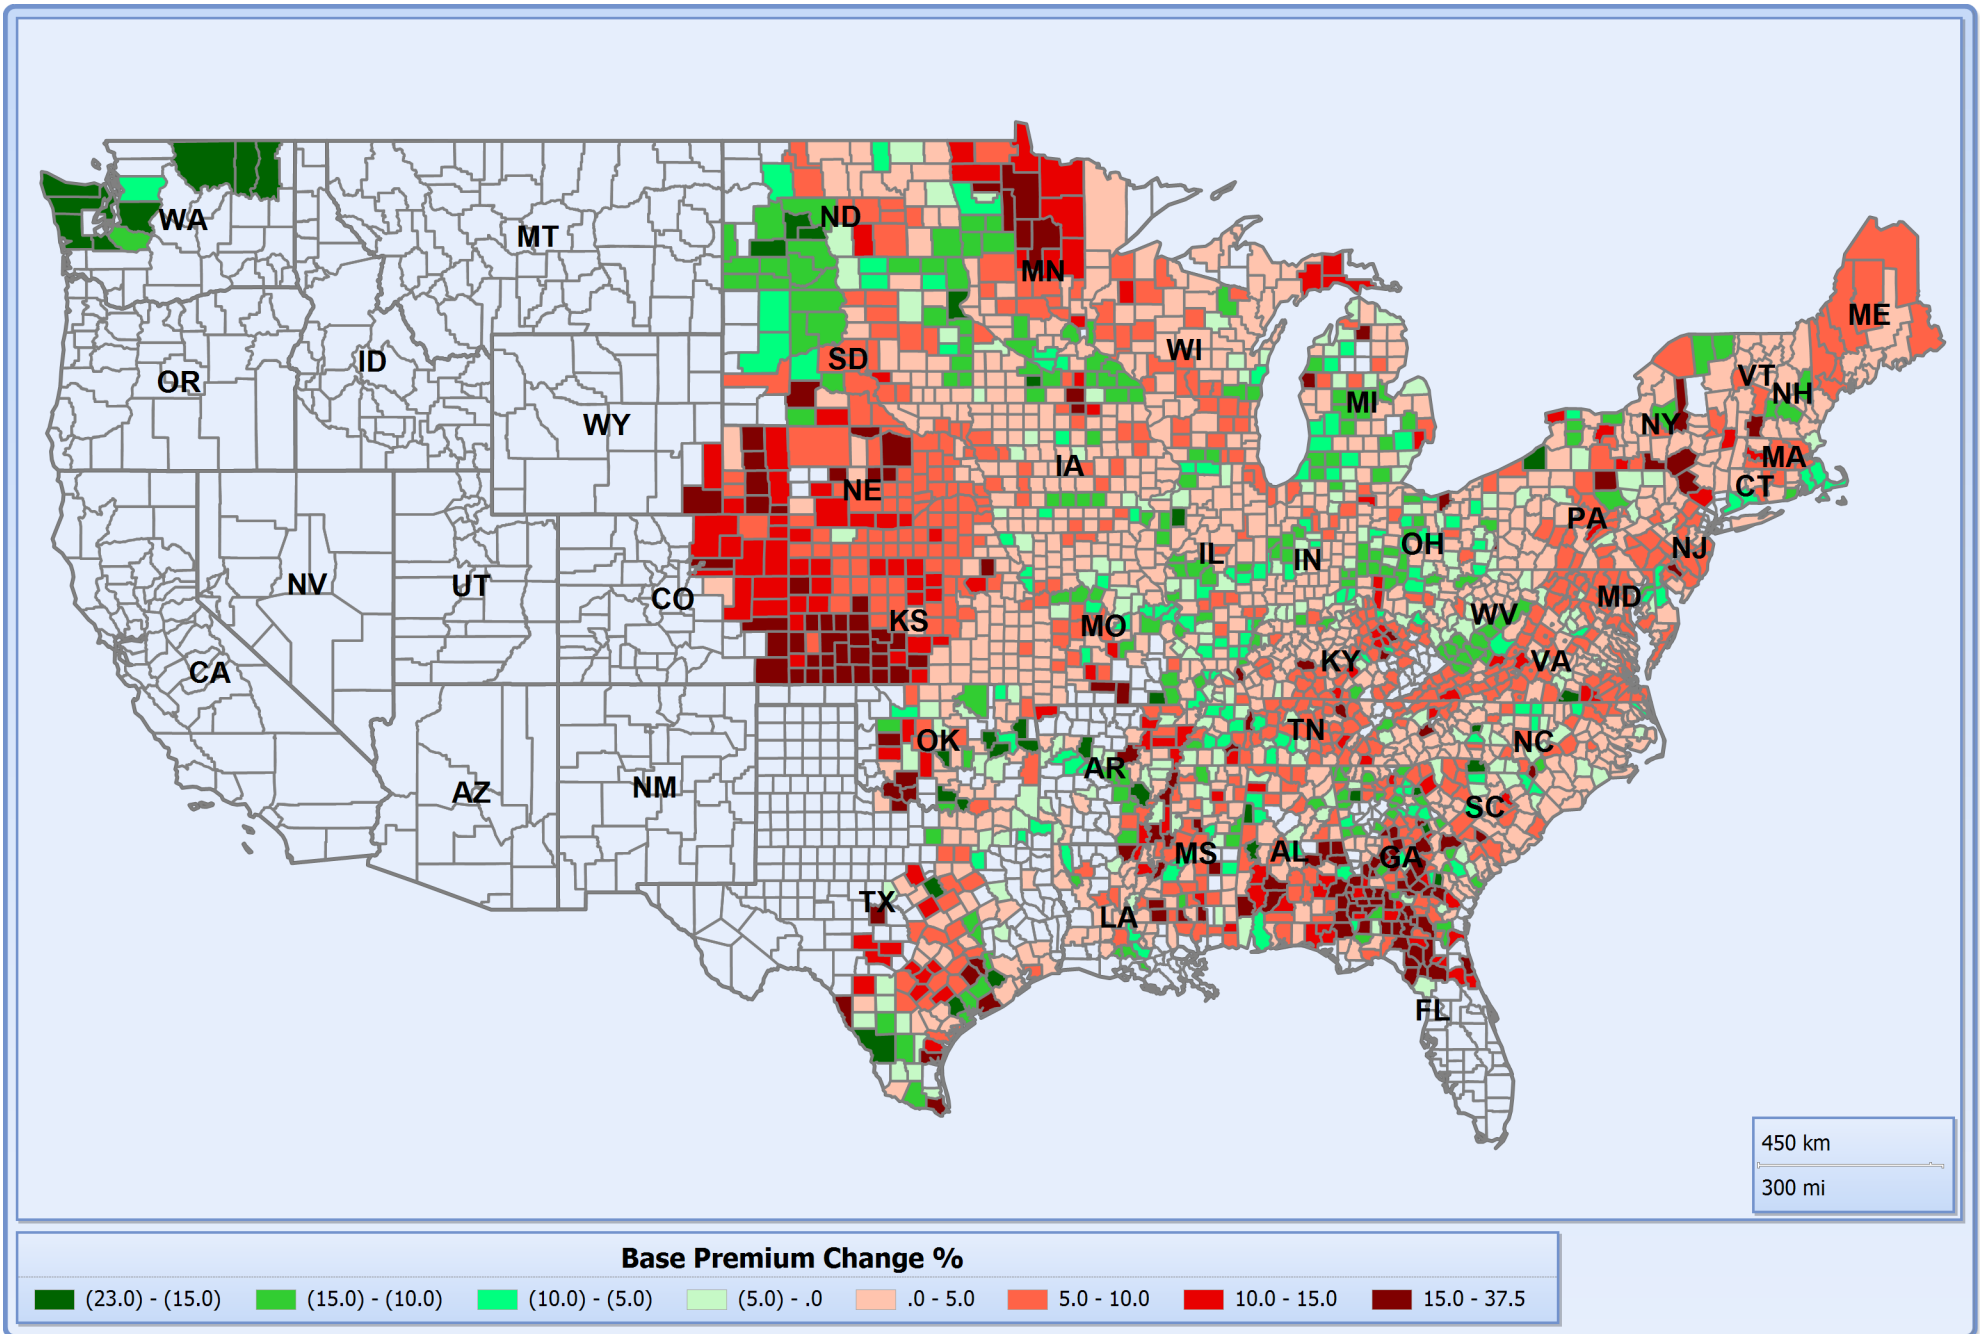 WA
ND
MT
MN
ME
WI
SD
ID
OR
VT
NH
MI
NY
WY
IA
MA
NE
CT
PA
IL
IN
OH
NJ
NV
UT
CO
MD
KS
MO
WV
CA
KY
VA
TN
OK
NC
AR
AZ
NM
SC
MS
AL
GA
TX
LA
FL
450 km
300 mi
Base Premium Change %
(23.0) - (15.0) (15.0) - (10.0) (10.0) - (5.0) (5.0) - .0 .0 - 5.0 5.0 - 10.0 10.0 - 15.0 15.0 - 37.5